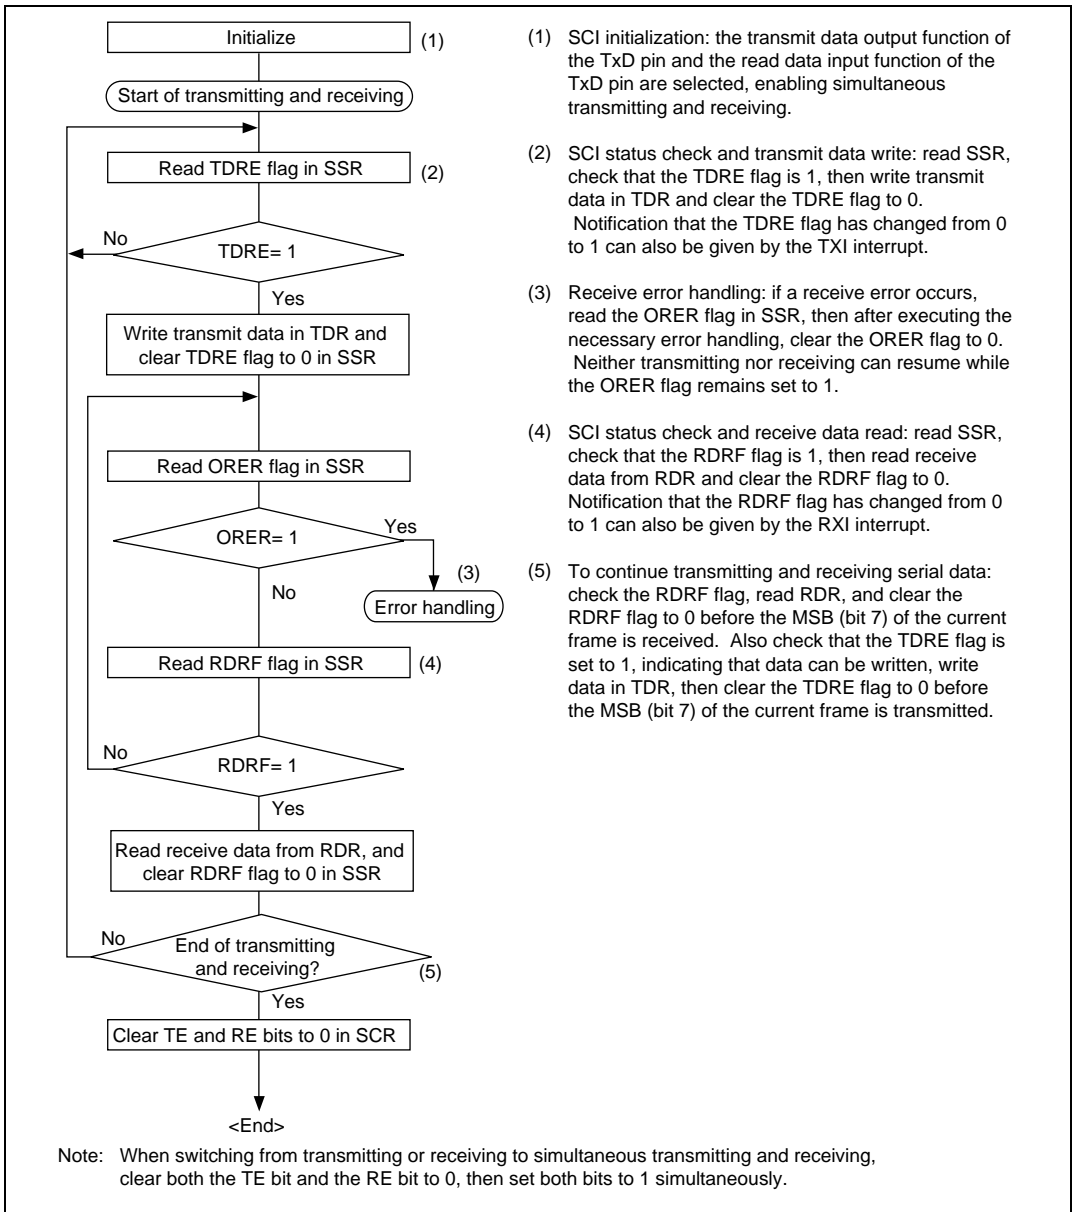 Initialize
(1)
Start of transmitting and receiving
Read TDRE flag in SSR
(2)
No
TDRE= 1
Yes
Write transmit data in TDR and
clear TDRE flag to 0 in SSR
Read ORER flag in SSR
ORER= 1
Yes
(3)
No
Error handling
Read RDRF flag in SSR
(4)
No
RDRF= 1
Yes
Read receive data from RDR, and
clear RDRF flag to 0 in SSR
No
End of transmitting
and receiving?
(5)
Yes
Clear TE and RE bits to 0 in SCR
<End>
(1) SCI initialization: the transmit data output function of
the TxD pin and the read data input function of the
TxD pin are selected, enabling simultaneous
transmitting and receiving.
(2) SCI status check and transmit data write: read SSR,
check that the TDRE flag is 1, then write transmit
data in TDR and clear the TDRE flag to 0.
Notification that the TDRE flag has changed from 0
to 1 can also be given by the TXI interrupt.
(3) Receive error handling: if a receive error occurs,
read the ORER flag in SSR, then after executing the
necessary error handling, clear the ORER flag to 0.
Neither transmitting nor receiving can resume while
the ORER flag remains set to 1.
(4) SCI status check and receive data read: read SSR,
check that the RDRF flag is 1, then read receive
data from RDR and clear the RDRF flag to 0.
Notification that the RDRF flag has changed from 0
to 1 can also be given by the RXI interrupt.
(5) To continue transmitting and receiving serial data:
check the RDRF flag, read RDR, and clear the
RDRF flag to 0 before the MSB (bit 7) of the current
frame is received. Also check that the TDRE flag is
set to 1, indicating that data can be written, write
data in TDR, then clear the TDRE flag to 0 before
the MSB (bit 7) of the current frame is transmitted.
Note: When switching from transmitting or receiving to simultaneous transmitting and receiving,
clear both the TE bit and the RE bit to 0, then set both bits to 1 simultaneously.